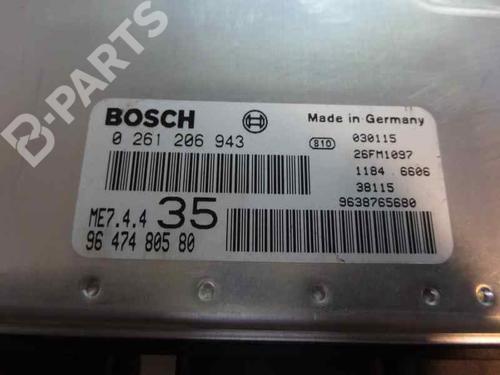 B-PARTS
BOSCH
Made in Germany
0 261 206 943
810
030115
26FM1097
1184 6606
38115
9638765680
ME7.4.4 35
96 474 805 80